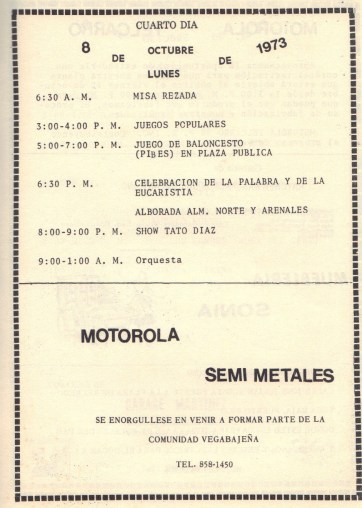 CUARTO DIA
8 DE OCTUBRE DE 1973
LUNES
6:30 A. M. MISA REZADA
3:00-4:00 P. M. JUEGOS POPULARES
5:00-7:00 P. M. JUEGO DE BALONCESTO
(PIBES) EN PLAZA PUBLICA
6:30 P. M. CELEBRACION DE LA PALABRA Y DE LA
EUCARISTIA
ALBORADA ALM. NORTE Y ARENALES
8:00-9:00 P. M. SHOW TATO DIAZ
9:00-1:00 A. M. Orquesta
MOTOROLA
SEMI METALES
SE ENORGULLESE EN VENIR A FORMAR PARTE DE LA
COMUNIDAD VEGABAJEÑA
TEL. 858-1450